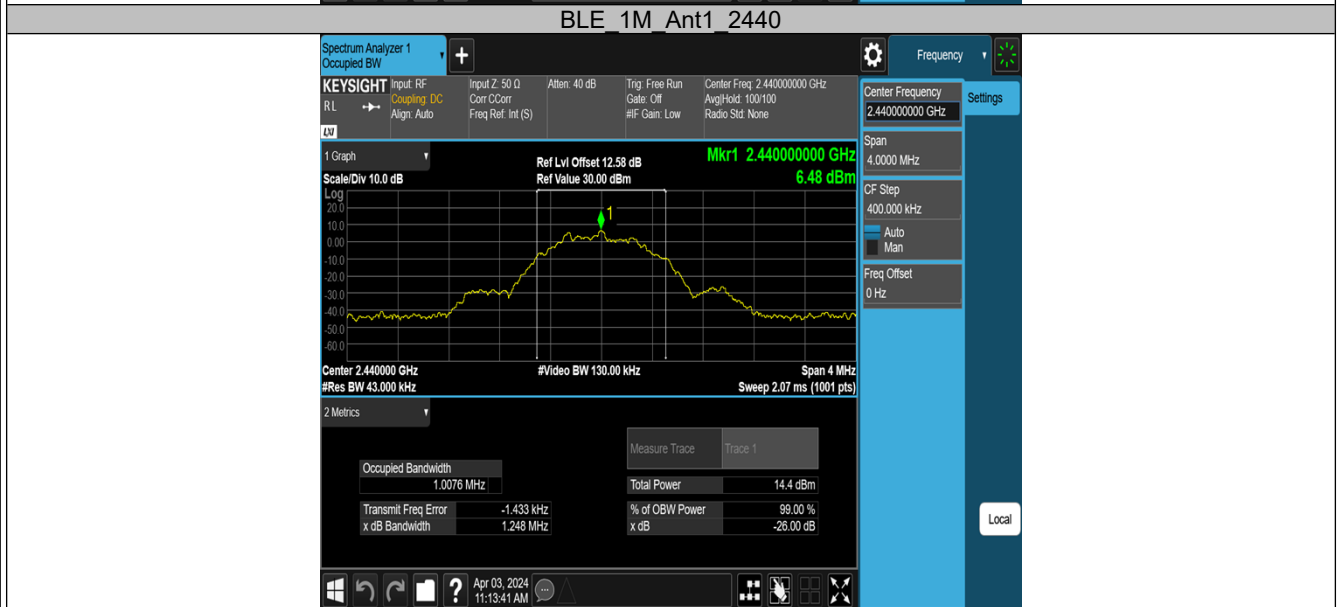 BLE_1M_Ant1_2440
Spectrum Analyzer 1
Occupied BW
+
Frequency
KEYSIGHT
RL
LXI
Input: RF
Coupling: DC
Align: Auto
Input Z: 50 Ω
Corr CCorr
Freq Ref: Int (S)
Atten: 40 dB
Trig: Free Run
Gate: Off
#IF Gain: Low
Center Freq: 2.440000000 GHz
Avg|Hold: 100/100
Radio Std: None
Center Frequency
2.440000000 GHz
Settings
Span
4.0000 MHz
CF Step
400.000 kHz
Auto
Man
Freq Offset
0 Hz
Local
1 Graph
Scale/Div 10.0 dB
Ref Lvl Offset 12.58 dB
Ref Value 30.00 dBm
Mkr1 2.440000000 GHz
6.48 dBm
Log
20.0
10.0
0.00
-10.0
-20.0
-30.0
-40.0
-50.0
-60.0
1
Center 2.440000 GHz
#Video BW 130.00 kHz
Span 4 MHz
#Res BW 43.000 kHz
Sweep 2.07 ms (1001 pts)
2 Metrics
Measure Trace Trace 1
Occupied Bandwidth
1.0076 MHz
Total Power 14.4 dBm
Transmit Freq Error -1.433 kHz
% of OBW Power 99.00 %
x dB Bandwidth 1.248 MHz
x dB -26.00 dB
?
Apr 03, 2024
11:13:41 AM